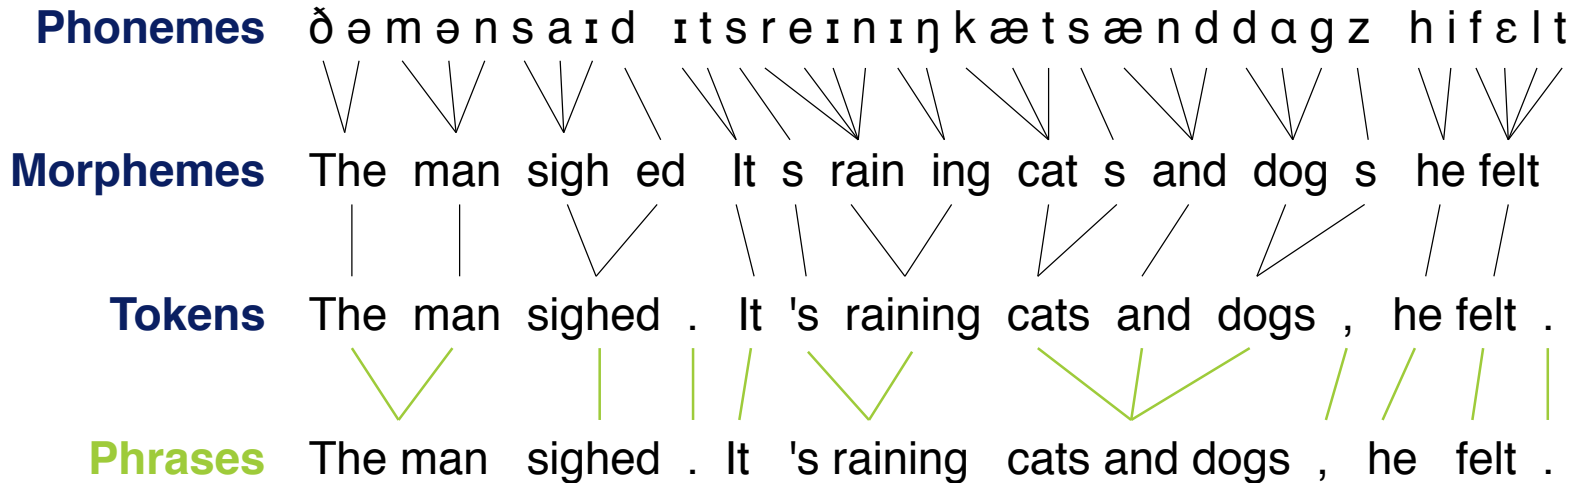 Phonemes ð ə m ə n s a ɪ d ɪ t s r e ɪ n ɪ ŋ k æ t s æ n d d ɑ g z h i f ɛ l t
Morphemes The man sigh ed It s rain ing cat s and dog s he felt
Tokens The man sighed . It 's raining cats and dogs , he felt .
Phrases The man sighed . It 's raining cats and dogs , he felt .